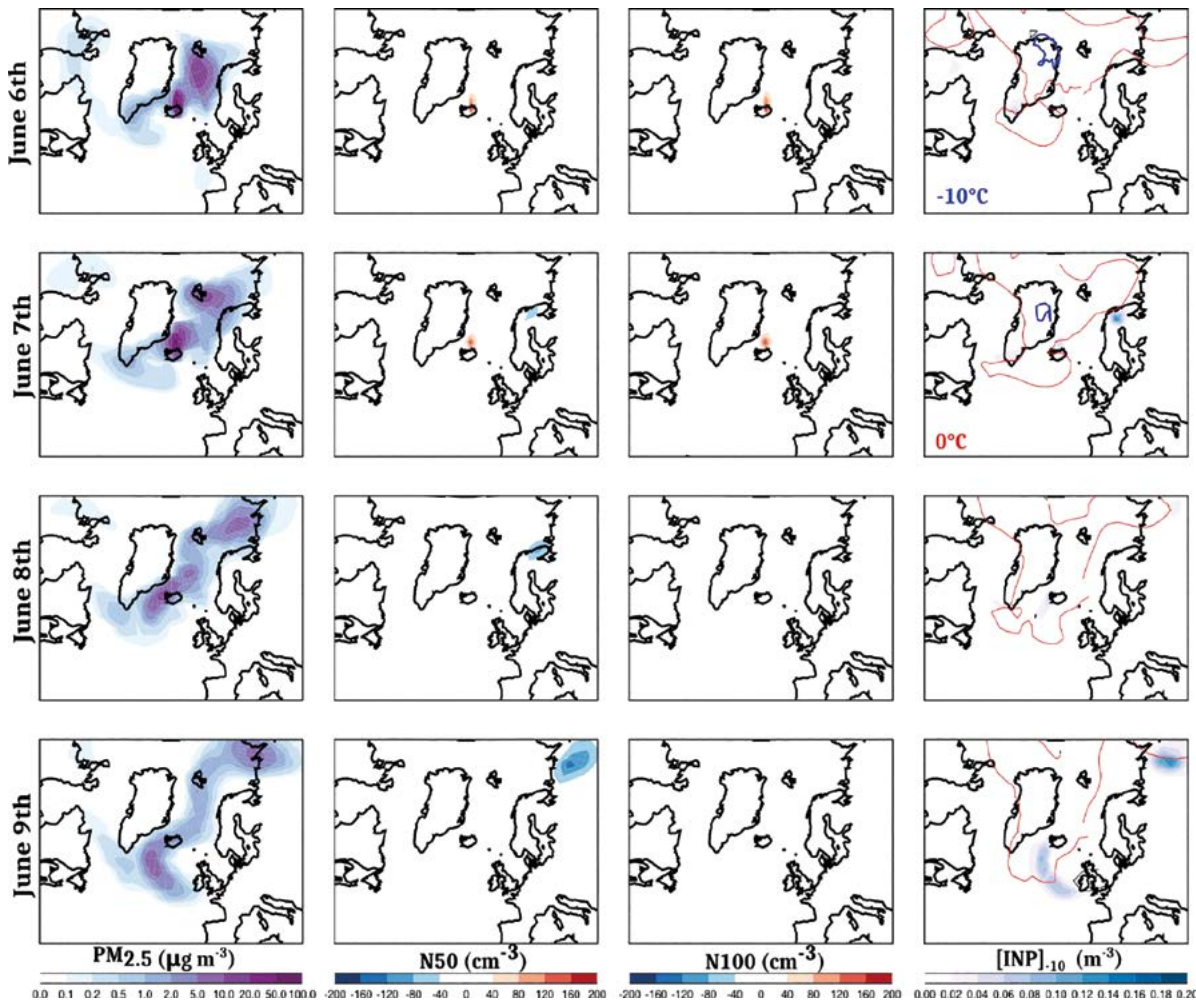 June 6th
-10°C
June 7th
0°C
June 8th
June 9th
PM2.5 (µg m-3)
N50 (cm-3)
N100 (cm-3)
[INP]-10 (m-3)
0.0 0.1 0.2 0.5 1.0 2.0 5.0 10.0 20.0 50.0 100.0
-200 -160 -120 -80 -40 0 40 80 120 160 200
-200 -160 -120 -80 -40 0 40 80 120 160 200
0.00 0.02 0.04 0.06 0.08 0.10 0.12 0.14 0.16 0.18 0.20